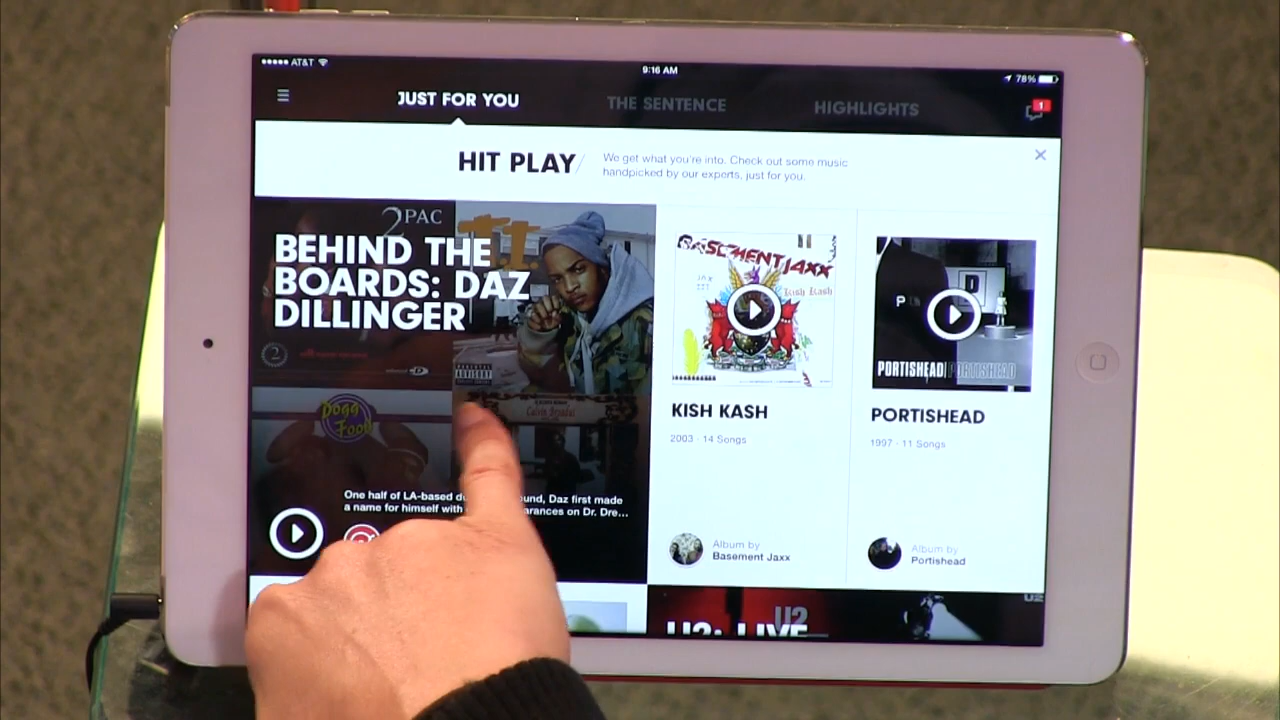 AT&T
9:16 AM
78%
JUST FOR YOU
THE SENTENCE
HIGHLIGHTS
1
HIT PLAY/
We get what you're into. Check out some music
handpicked by our experts, just for you.
2PAC
T.I.
BEHIND THE
BOARDS: DAZ
DILLINGER
Dogg
Food
Calvin Broadus
One half of LA-based d ound, Daz first made
a name for himself with arances on Dr. Dre...
BASEMENT JAXX
Kish Kash
KISH KASH
2003 · 14 Songs
Album by
Basement Jaxx
P
PORTISHEAD PORTISHEAD
PORTISHEAD
1997 · 11 Songs
Album by
Portishead
U2
U2: LIVE
U2